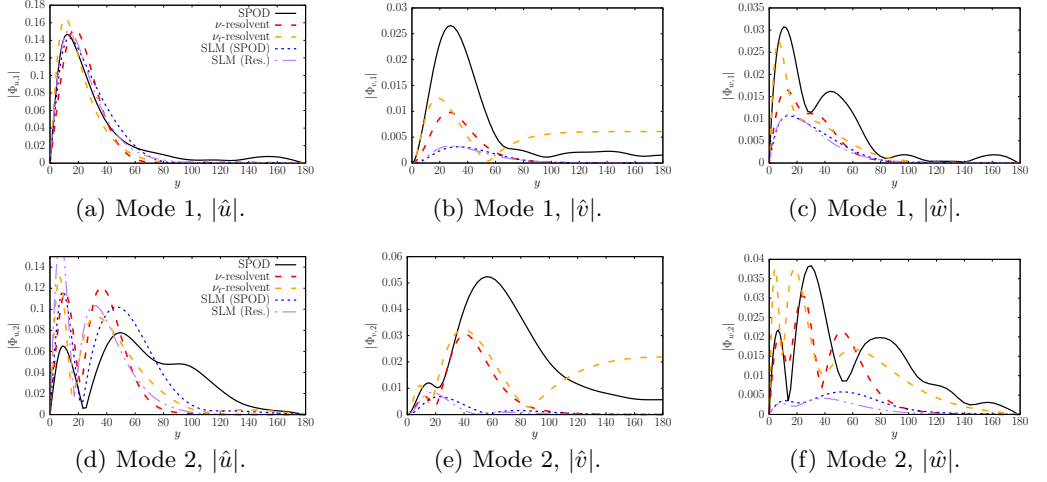 0.18
0.16
0.14
0.12
0.1
0.08
0.06
0.04
0.02
0
|Φu,1|
0 20 40 60 80 100 120 140 160 180
y
SPOD
ν-resolvent
νt-resolvent
SLM (SPOD)
SLM (Res.)
(a) Mode 1, |û|.
0.03
0.025
0.02
0.015
0.01
0.005
0
|Φv,1|
0 20 40 60 80 100 120 140 160 180
y
(b) Mode 1, |v̂|.
0.035
0.03
0.025
0.02
0.015
0.01
0.005
0
|Φw,1|
0 20 40 60 80 100 120 140 160 180
y
(c) Mode 1, |ŵ|.
0.14
0.12
0.1
0.08
0.06
0.04
0.02
0
|Φu,2|
0 20 40 60 80 100 120 140 160 180
y
SPOD
ν-resolvent
νt-resolvent
SLM (SPOD)
SLM (Res.)
(d) Mode 2, |û|.
0.06
0.05
0.04
0.03
0.02
0.01
0
|Φv,2|
0 20 40 60 80 100 120 140 160 180
y
(e) Mode 2, |v̂|.
0.04
0.035
0.03
0.025
0.02
0.015
0.01
0.005
0
|Φw,2|
0 20 40 60 80 100 120 140 160 180
y
(f) Mode 2, |ŵ|.